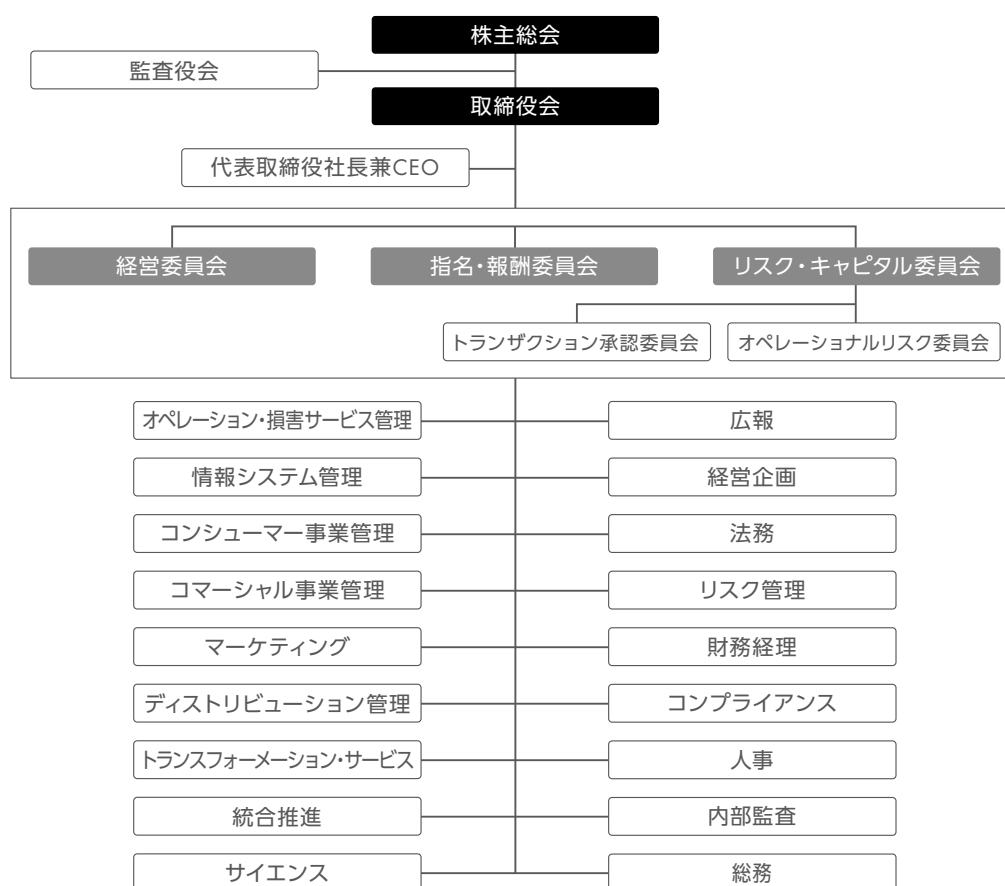 株主総会
監査役会
取締役会
代表取締役社長兼CEO
経営委員会
指名・報酬委員会
リスク・キャピタル委員会
トランザクション承認委員会
オペレーショナルリスク委員会
オペレーション・損害サービス管理
広報
情報システム管理
経営企画
コンシューマー事業管理
法務
コマーシャル事業管理
リスク管理
マーケティング
財務経理
ディストリビューション管理
コンプライアンス
トランスフォーメーション・サービス
人事
統合推進
内部監査
サイエンス
総務